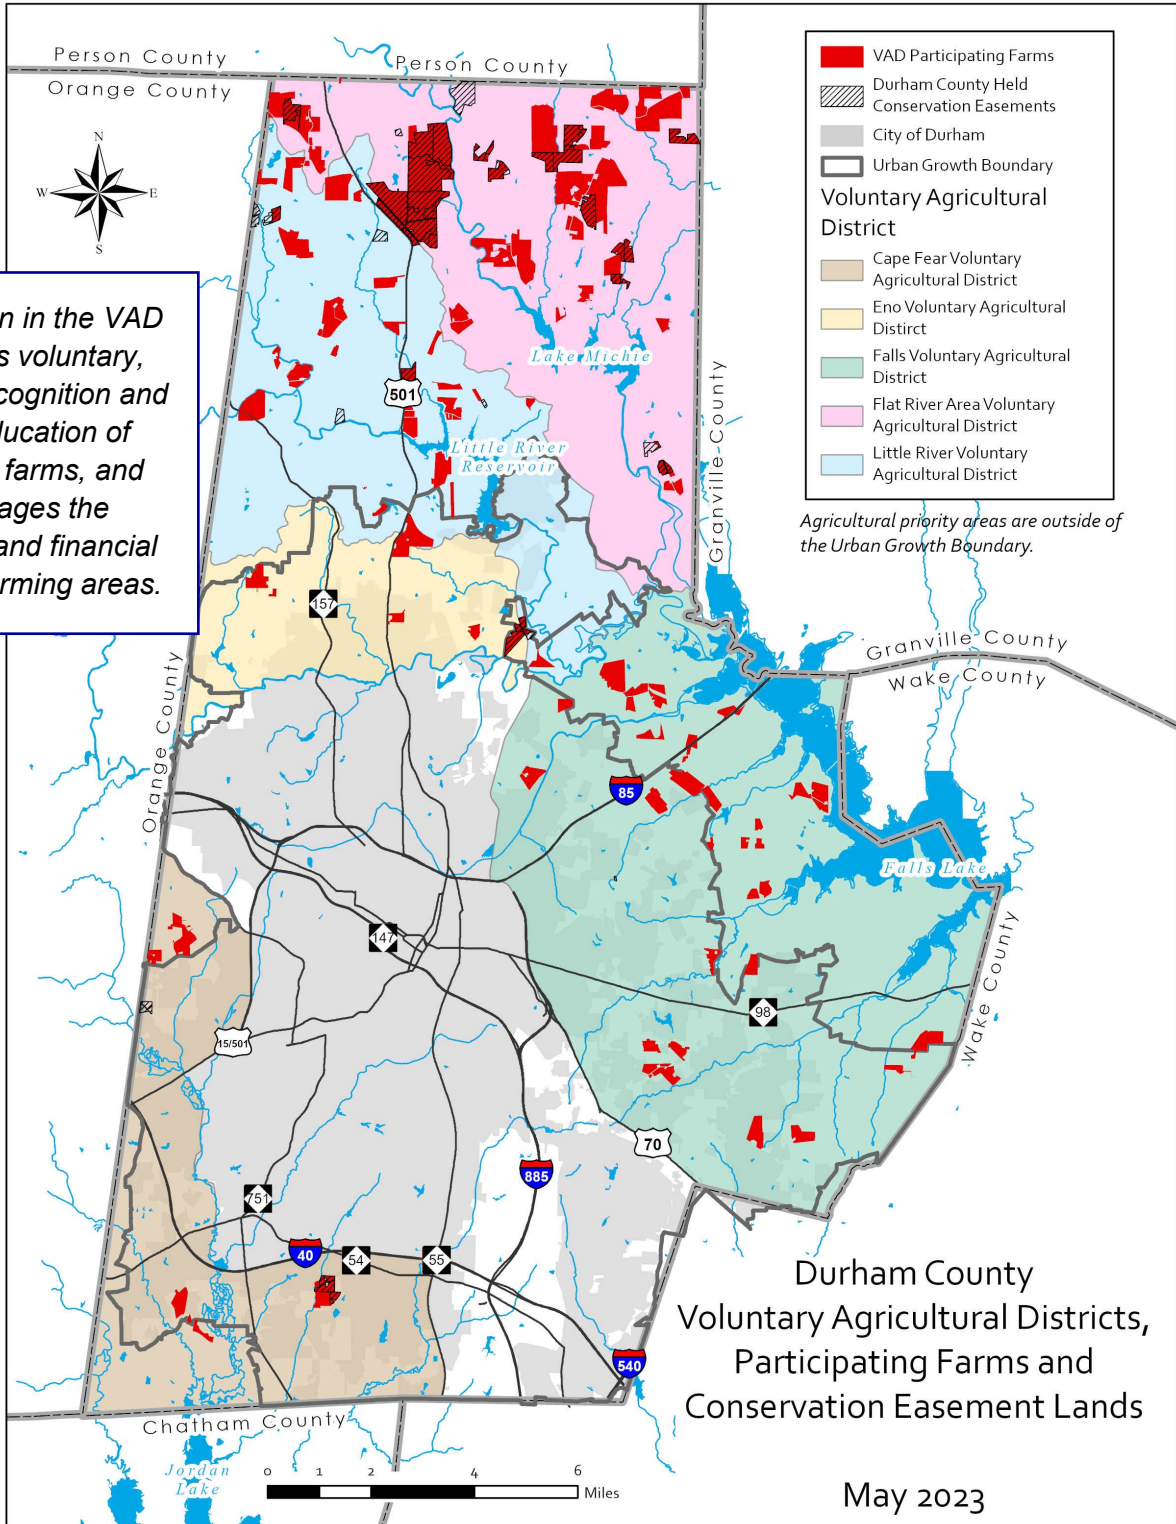 Person County
Person County
Orange County
N
W
E
S
VAD Participating Farms
Durham County Held
Conservation Easements
City of Durham
Urban Growth Boundary
Voluntary Agricultural
District
Cape Fear Voluntary
Agricultural District
Eno Voluntary Agricultural
Distirct
Falls Voluntary Agricultural
District
Flat River Area Voluntary
Agricultural District
Little River Voluntary
Agricultural District
Agricultural priority areas are outside of
the Urban Growth Boundary.
n in the VAD
s voluntary,
cognition and
lucation of
farms, and
ages the
and financial
rming areas.
Lake Michie
501
Little River
Reservoir
Granville County
157
Granville County
Wake County
Orange County
85
Falls Lake
147
98
Wake County
15/501
70
885
751
40
54
55
540
Chatham County
Jordan
Lake
0 1 2 4 6
Miles
Durham County
Voluntary Agricultural Districts,
Participating Farms and
Conservation Easement Lands
May 2023